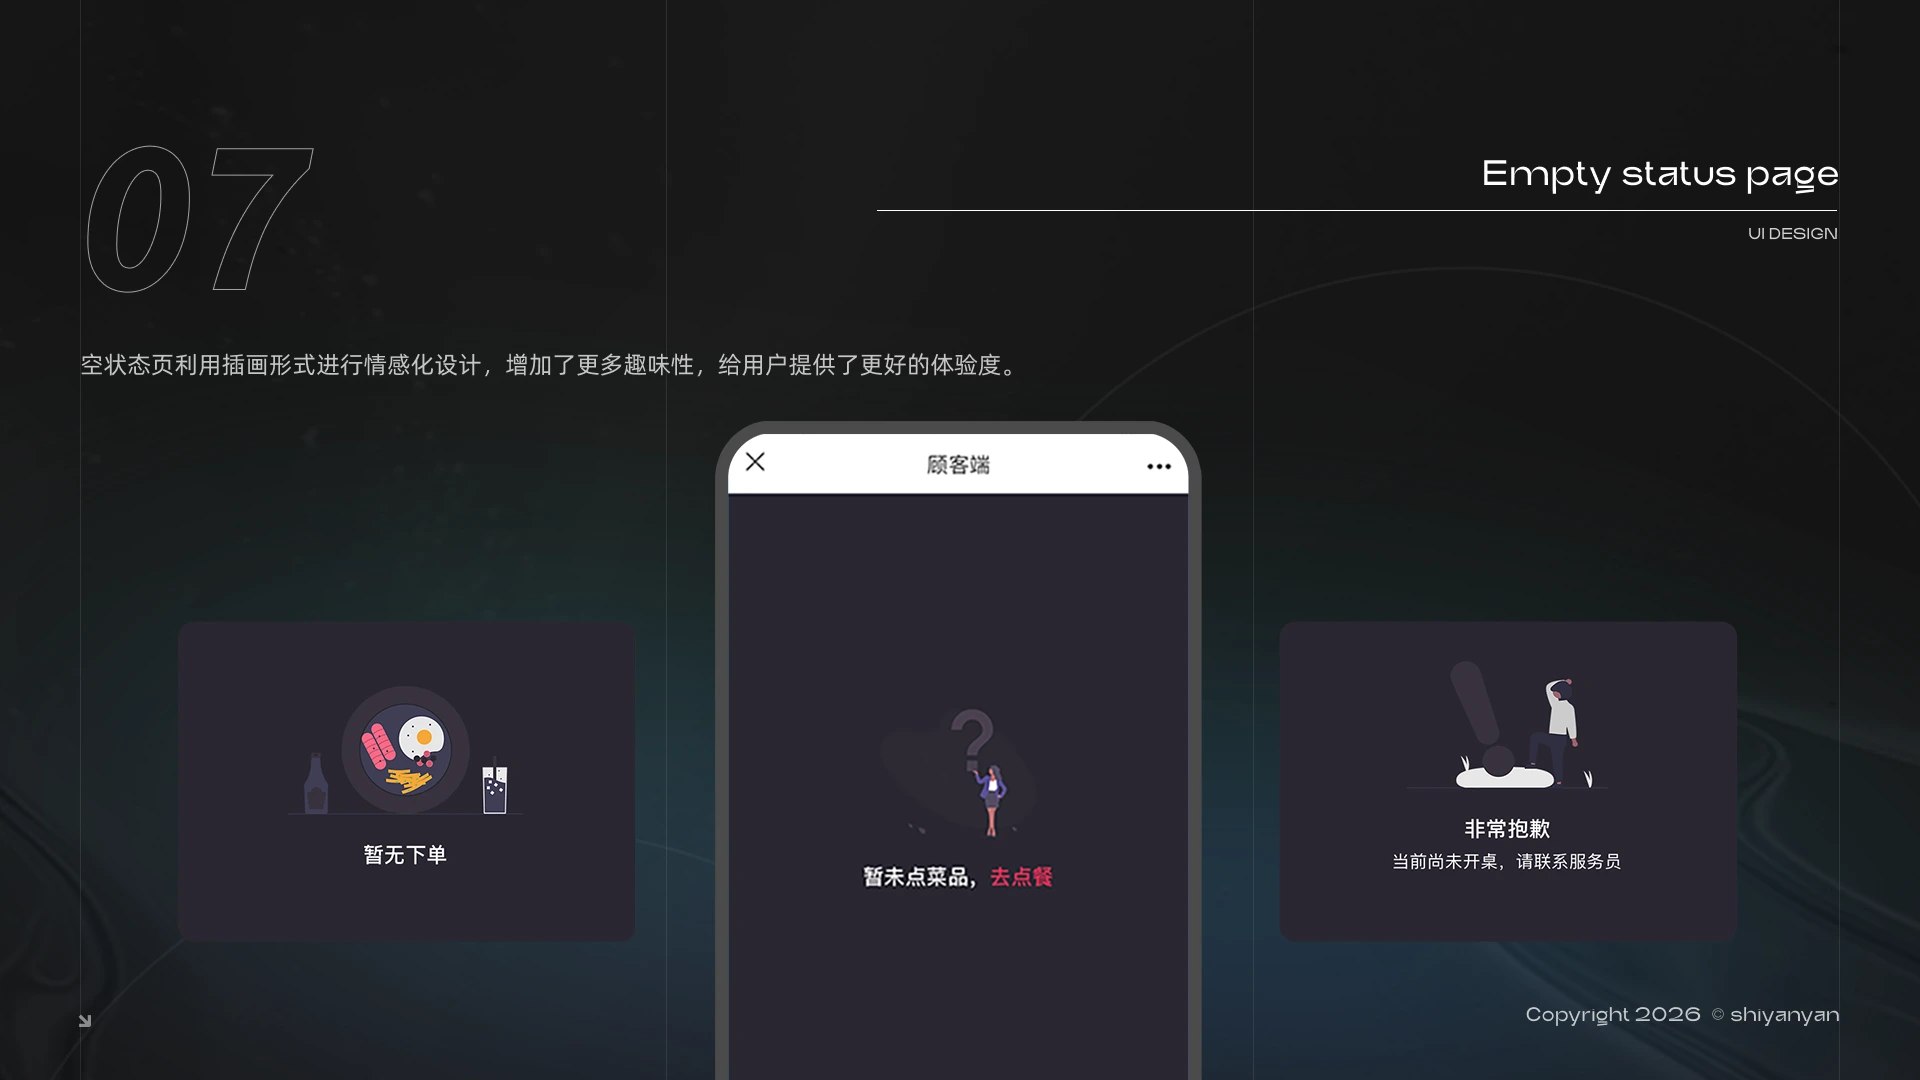 07
Empty status page
UI DESIGN
空状态页利用插画形式进行情感化设计，增加了更多趣味性，给用户提供了更好的体验度。
顾客端
暂无下单
?
暂未点菜品，去点餐
非常抱歉
当前尚未开桌，请联系服务员
Copyright 2026 © shiyanyan